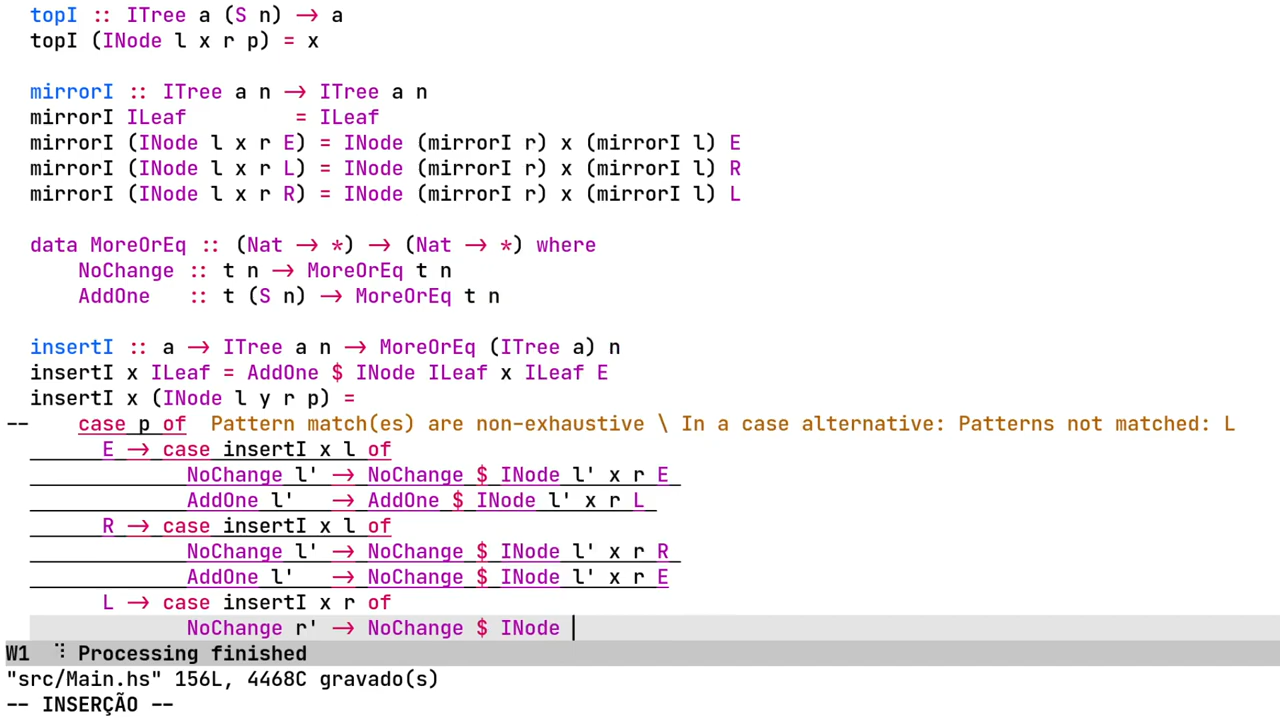 topI :: ITree a (S n) -> a
topI (INode l x r p) = x
mirrorI :: ITree a n -> ITree a n
mirrorI ILeaf           = ILeaf
mirrorI (INode l x r E) = INode (mirrorI r) x (mirrorI l) E
mirrorI (INode l x r L) = INode (mirrorI r) x (mirrorI l) R
mirrorI (INode l x r R) = INode (mirrorI r) x (mirrorI l) L
data MoreOrEq :: (Nat -> *) -> (Nat -> *) where
    NoChange :: t n -> MoreOrEq t n
    AddOne   :: t (S n) -> MoreOrEq t n
insertI :: a -> ITree a n -> MoreOrEq (ITree a) n
insertI x ILeaf = AddOne $ INode ILeaf x ILeaf E
insertI x (INode l y r p) =
--    case p of  Pattern match(es) are non-exhaustive \ In a case alternative: Patterns not matched: L
      E -> case insertI x l of
             NoChange l' -> NoChange $ INode l' x r E
             AddOne l'   -> AddOne $ INode l' x r L
      R -> case insertI x l of
             NoChange l' -> NoChange $ INode l' x r R
             AddOne l'   -> NoChange $ INode l' x r E
      L -> case insertI x r of
             NoChange r' -> NoChange $ INode
W1  Processing finished
"src/Main.hs" 156L, 4468C gravado(s)
-- INSERÇÃO --